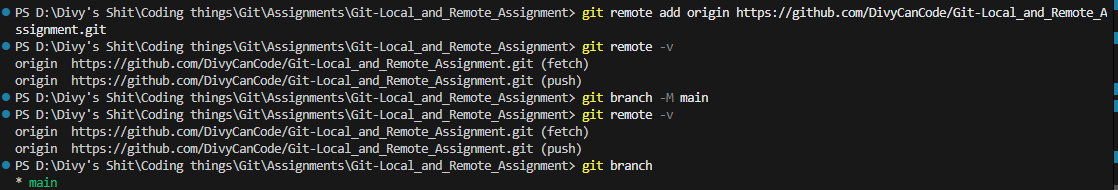 PS D:\Divy's Shit\Coding things\Git\Assignments\Git-Local_and_Remote_Assignment> git remote add origin https://github.com/DivyCanCode/Git-Local_and_Remote_A
ssignment.git
PS D:\Divy's Shit\Coding things\Git\Assignments\Git-Local_and_Remote_Assignment> git remote -v
origin  https://github.com/DivyCanCode/Git-Local_and_Remote_Assignment.git (fetch)
origin  https://github.com/DivyCanCode/Git-Local_and_Remote_Assignment.git (push)
PS D:\Divy's Shit\Coding things\Git\Assignments\Git-Local_and_Remote_Assignment> git branch -M main
PS D:\Divy's Shit\Coding things\Git\Assignments\Git-Local_and_Remote_Assignment> git remote -v
origin  https://github.com/DivyCanCode/Git-Local_and_Remote_Assignment.git (fetch)
origin  https://github.com/DivyCanCode/Git-Local_and_Remote_Assignment.git (push)
PS D:\Divy's Shit\Coding things\Git\Assignments\Git-Local_and_Remote_Assignment> git branch
* main